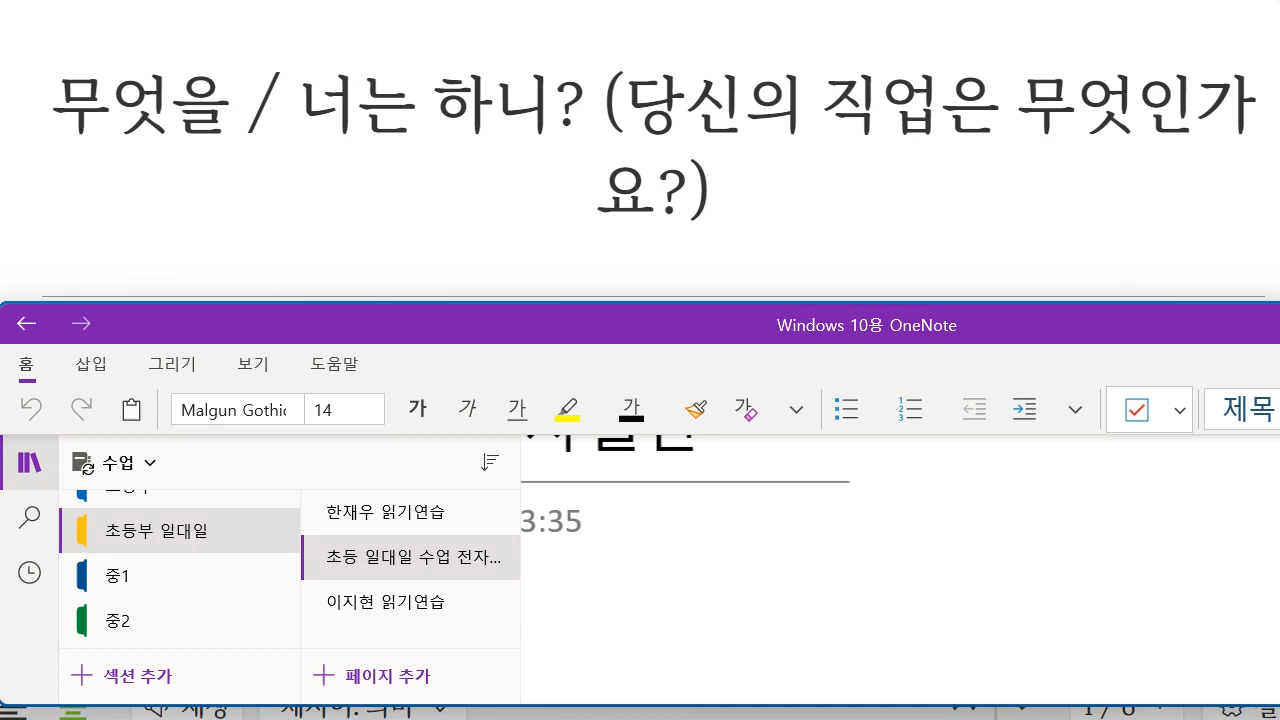 무엇을 / 너는 하니? (당신의 직업은 무엇인가
요?)
Windows 10용 OneNote
홈 삽입 그리기 보기 도움말
Malgun Gothi 14 가 가 가 가 가 제목
수업
3:35
초등부 일대일
중1
중2
섹션 추가
한재우 읽기연습
초등 일대일 수업 전자...
이지현 읽기연습
페이지 추가
1 / 6